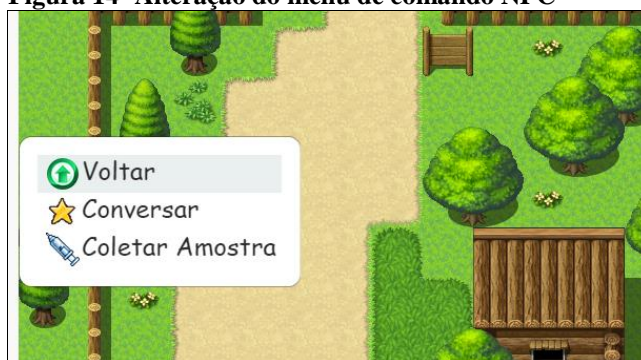 Figura 14- Alteração do menu de comando NPC
Voltar
Conversar
Coletar Amostra